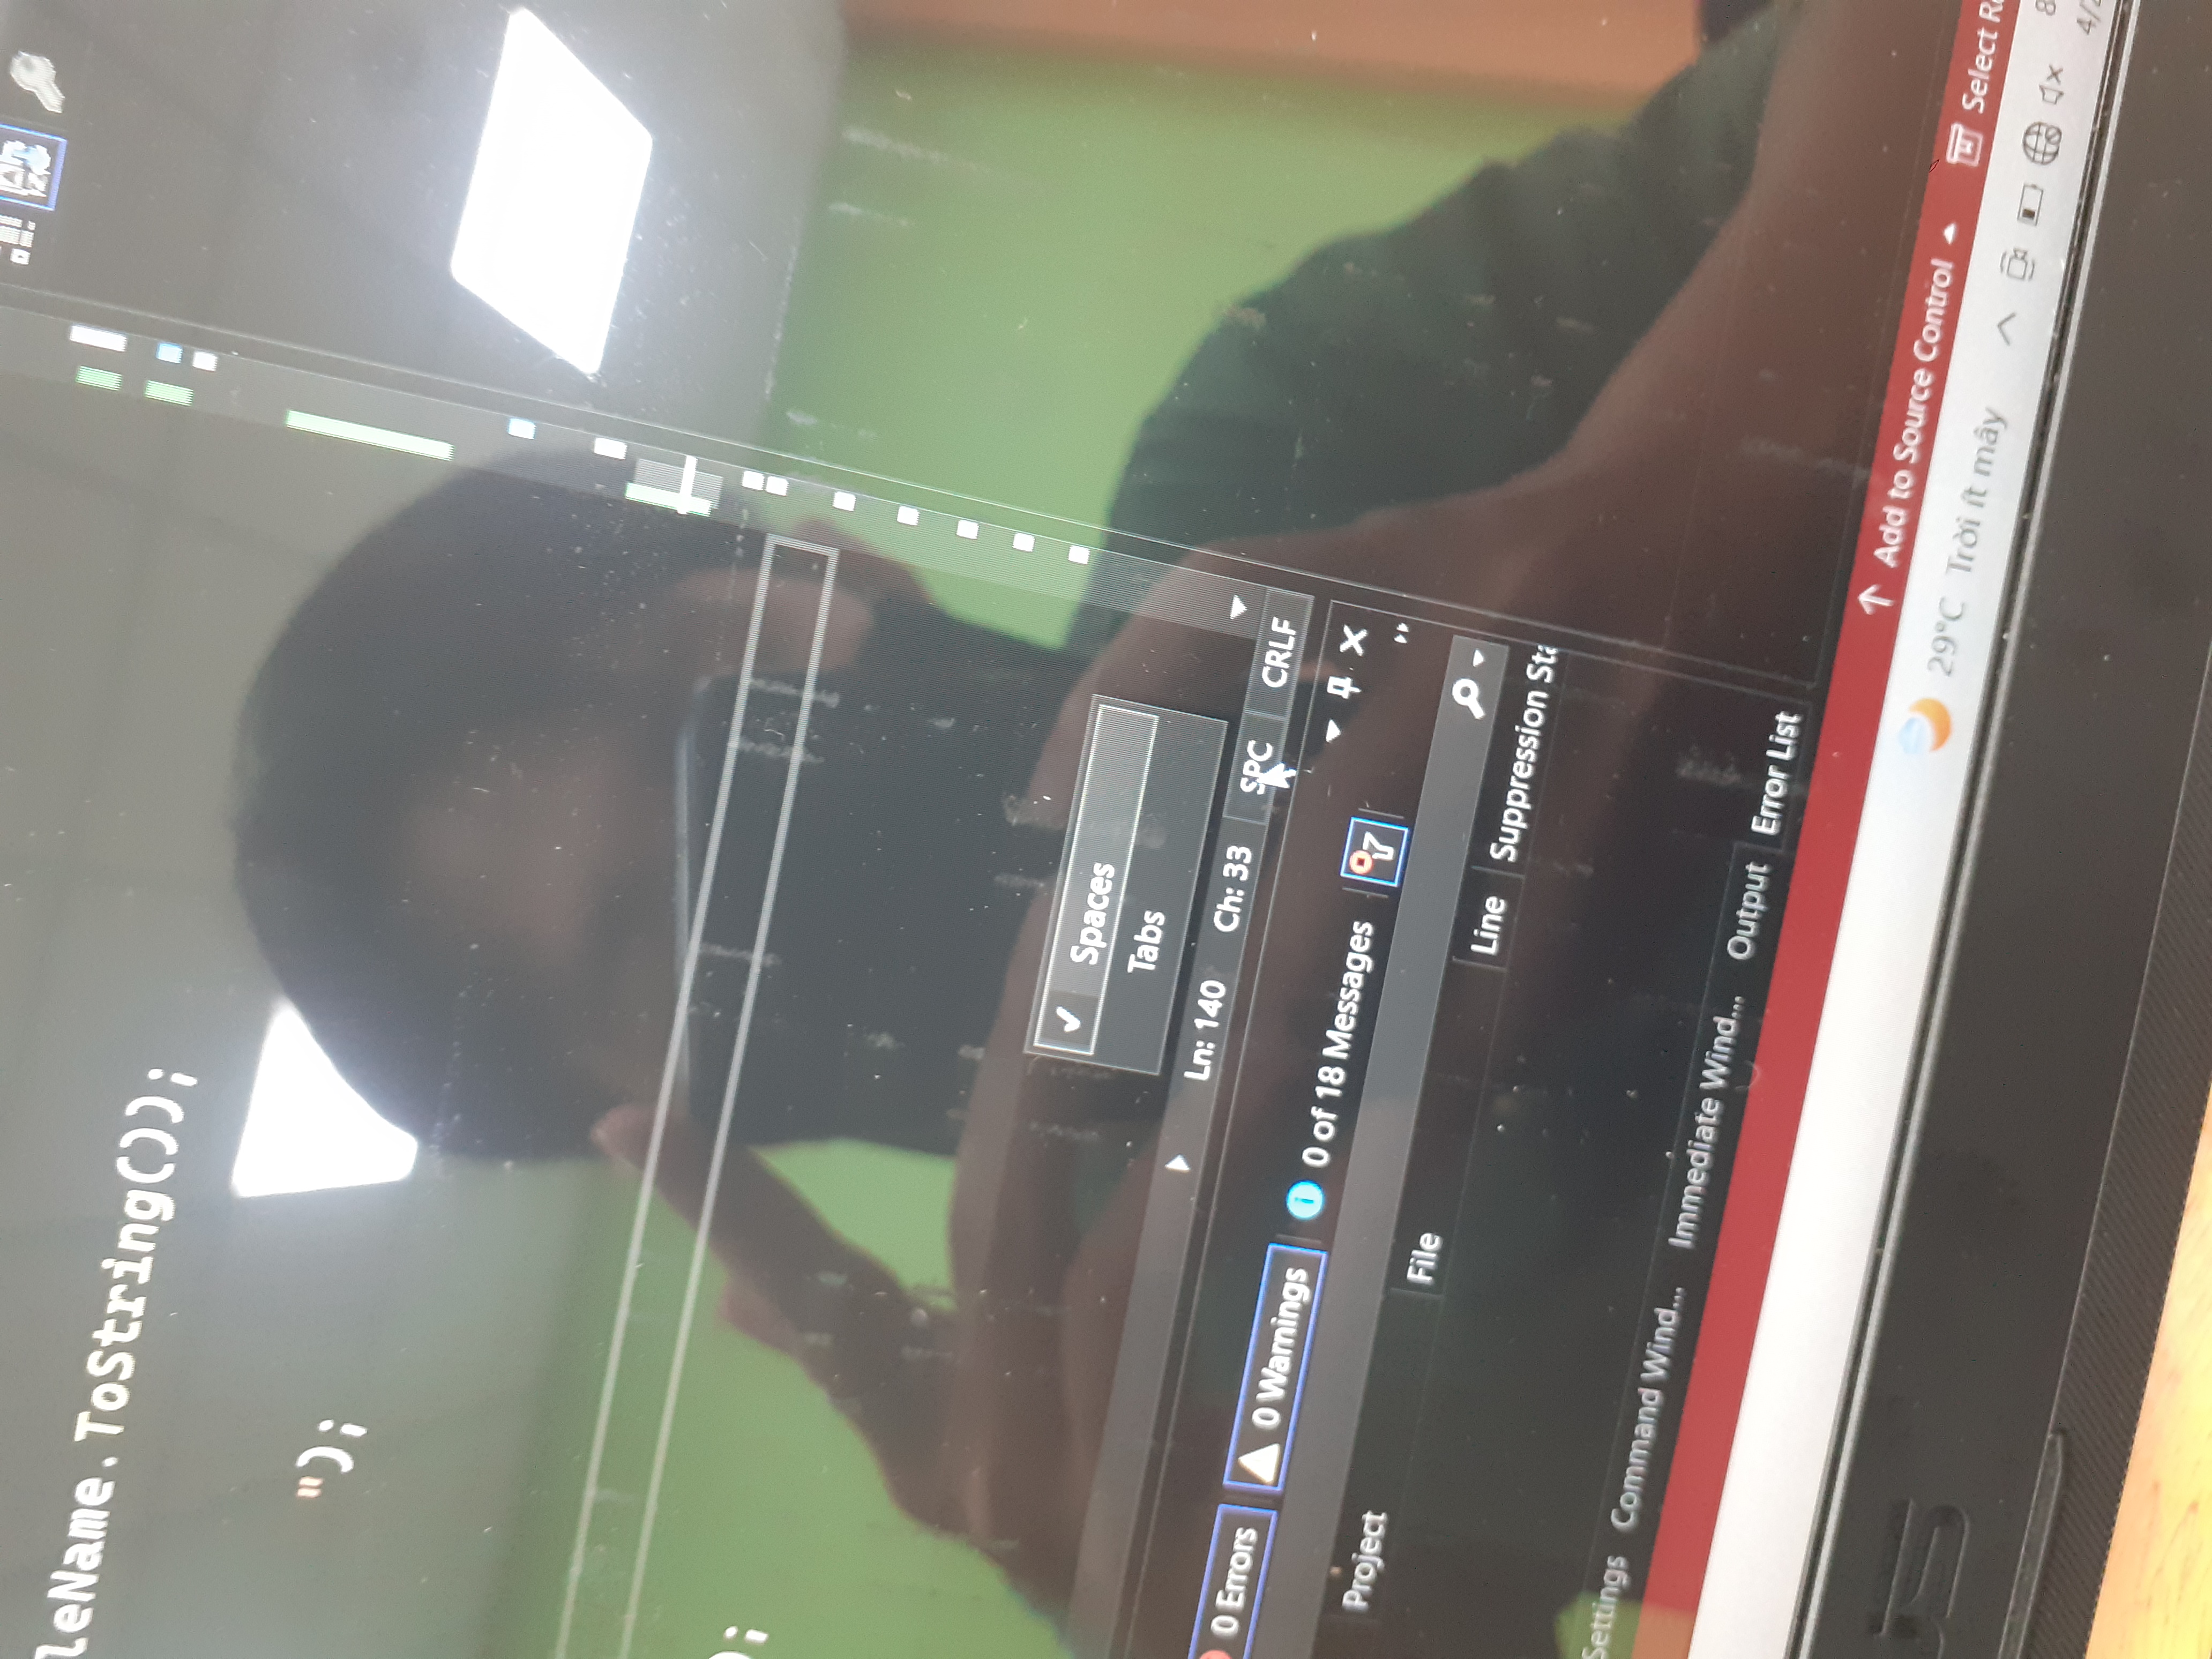 leName.ToString());
");
);
Spaces
Tabs
Ln: 140 Ch: 33 SPC CRLF
0 Errors 0 Warnings 0 of 18 Messages
Project File Line Suppression Sta
Settings Command Wind... Immediate Wind... Output Error List
Add to Source Control Select R
29°C Trời ít mây
8
4/